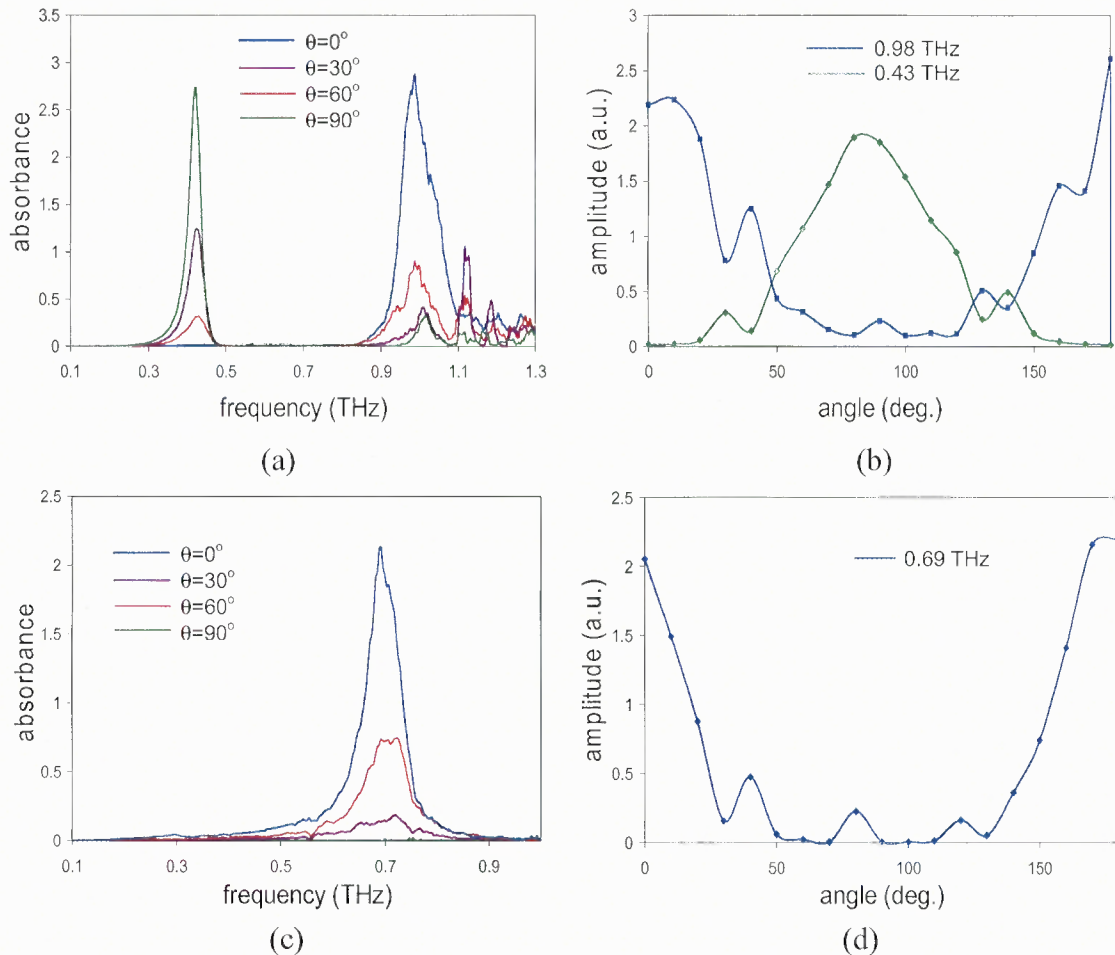 3.5
3
2.5
2
1.5
1
0.5
0
absorbance
θ=0°
θ=30°
θ=60°
θ=90°
0.1 0.3 0.5 0.7 0.9 1.1 1.3
frequency (THz)
(a)
3
2.5
2
1.5
1
0.5
0
amplitude (a.u.)
0.98 THz
0.43 THz
0 50 100 150
angle (deg.)
(b)
2.5
2
1.5
1
0.5
0
absorbance
θ=0°
θ=30°
θ=60°
θ=90°
0.1 0.3 0.5 0.7 0.9
frequency (THz)
(c)
2.5
2
1.5
1
0.5
0
amplitude (a.u.)
0.69 THz
0 50 100 150
angle (deg.)
(d)